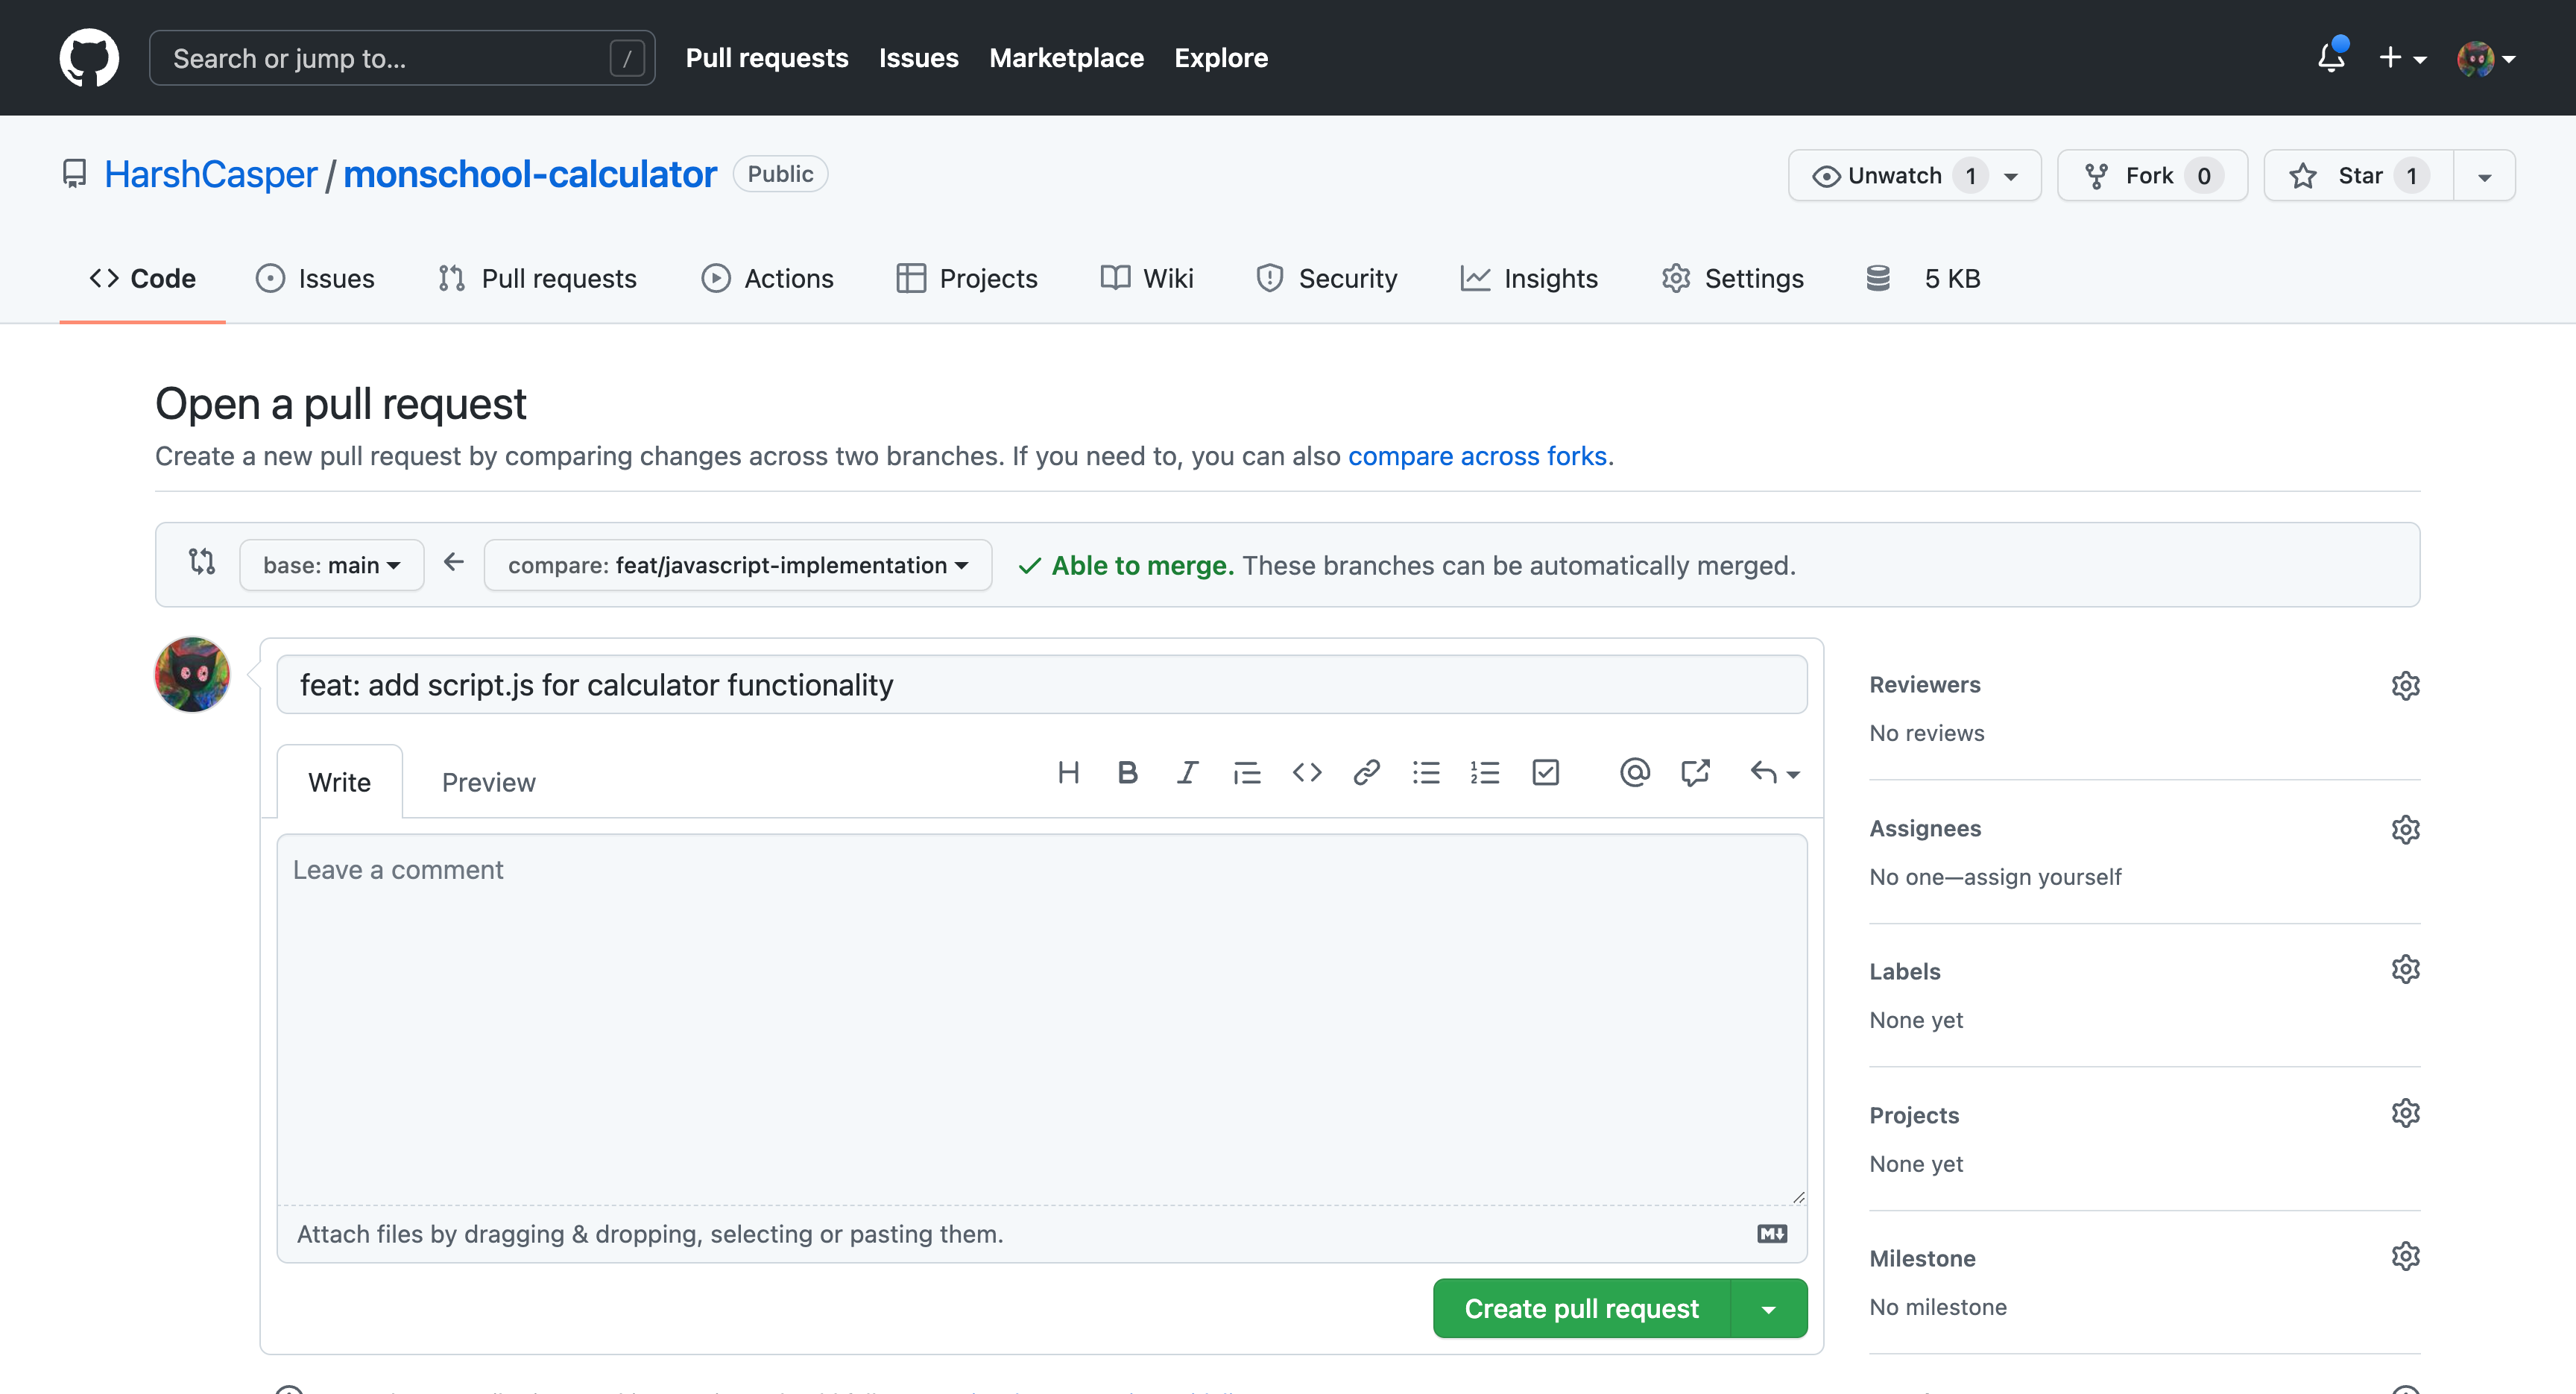 Search or jump to... / Pull requests Issues Marketplace Explore
HarshCasper / monschool-calculator Public Unwatch 1 Fork 0 Star 1
Code Issues Pull requests Actions Projects Wiki Security Insights Settings 5 KB
Open a pull request
Create a new pull request by comparing changes across two branches. If you need to, you can also compare across forks.
base: main compare: feat/javascript-implementation Able to merge. These branches can be automatically merged.
feat: add script.js for calculator functionality
Write Preview
Leave a comment
Attach files by dragging & dropping, selecting or pasting them.
Create pull request
Reviewers
No reviews
Assignees
No one—assign yourself
Labels
None yet
Projects
None yet
Milestone
No milestone